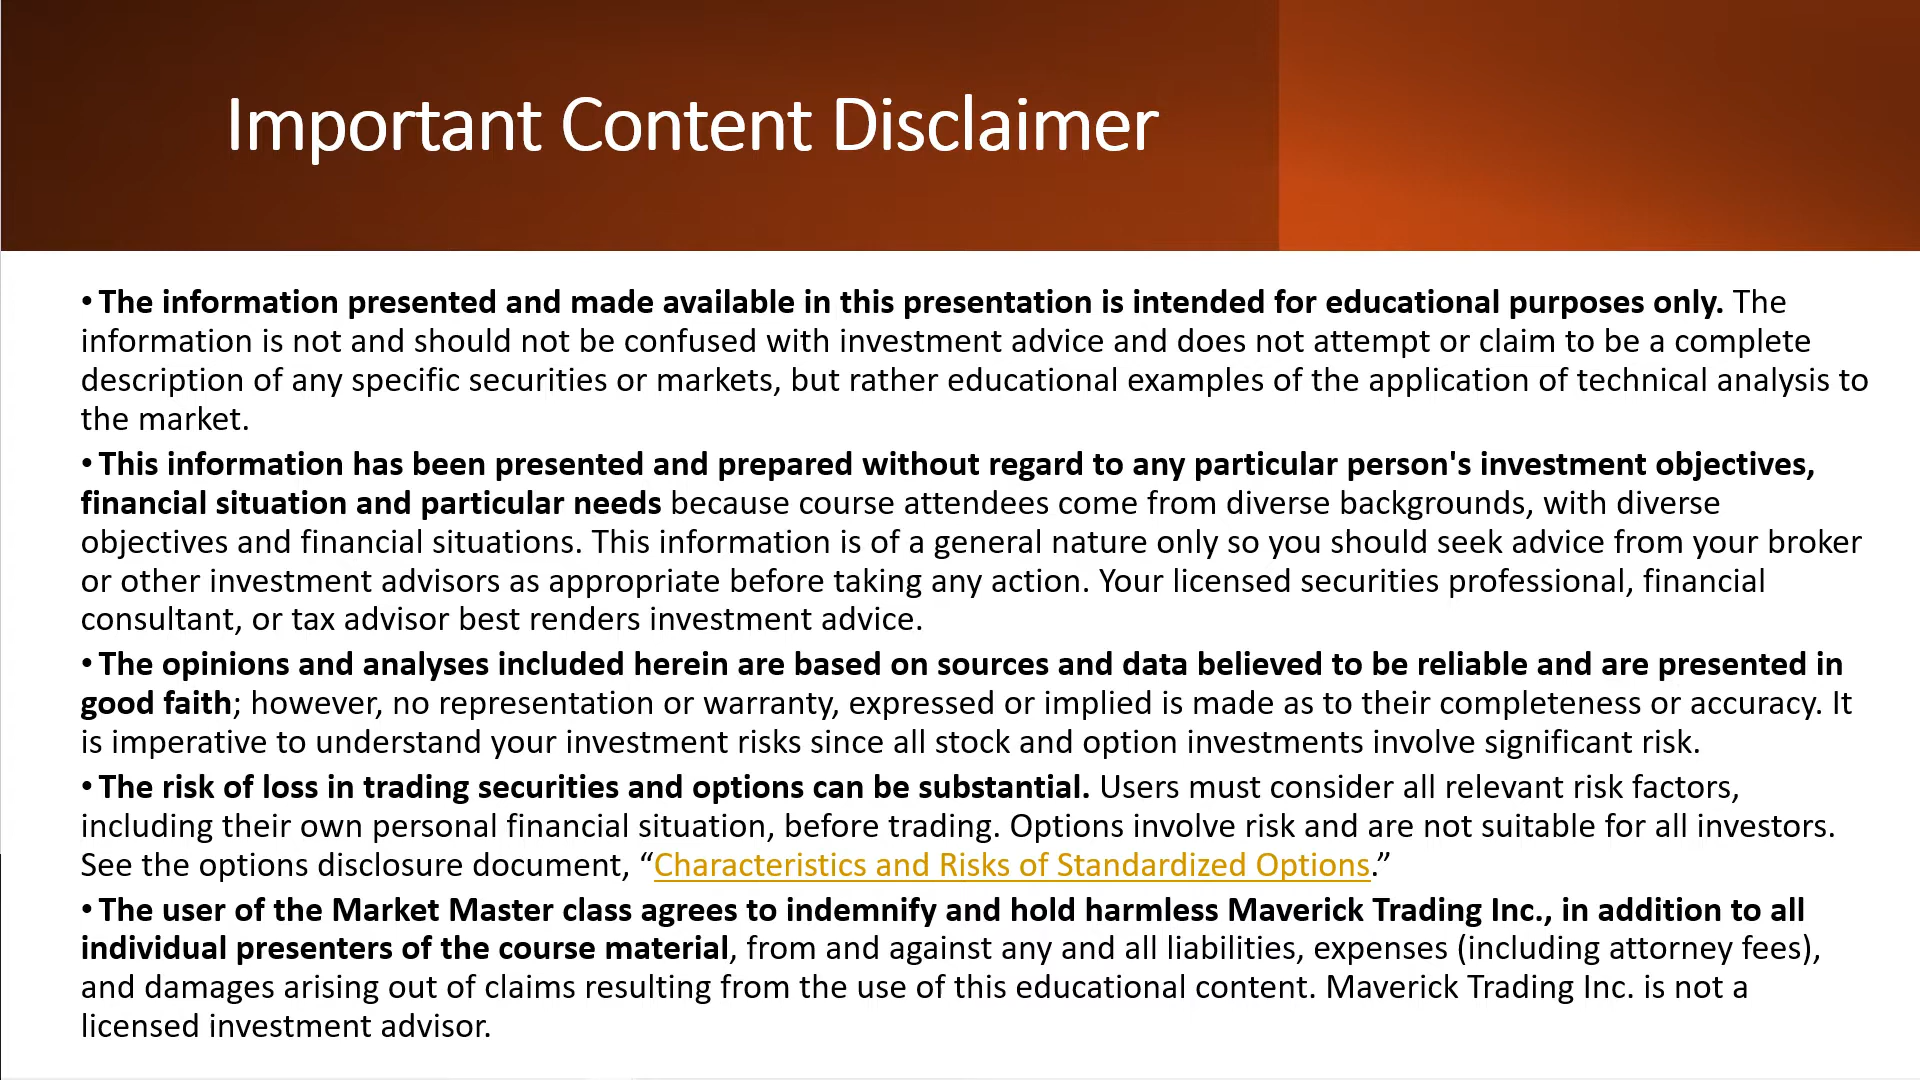 Important Content Disclaimer
• The information presented and made available in this presentation is intended for educational purposes only. The
information is not and should not be confused with investment advice and does not attempt or claim to be a complete
description of any specific securities or markets, but rather educational examples of the application of technical analysis to
the market.
• This information has been presented and prepared without regard to any particular person's investment objectives,
financial situation and particular needs because course attendees come from diverse backgrounds, with diverse
objectives and financial situations. This information is of a general nature only so you should seek advice from your broker
or other investment advisors as appropriate before taking any action. Your licensed securities professional, financial
consultant, or tax advisor best renders investment advice.
• The opinions and analyses included herein are based on sources and data believed to be reliable and are presented in
good faith; however, no representation or warranty, expressed or implied is made as to their completeness or accuracy. It
is imperative to understand your investment risks since all stock and option investments involve significant risk.
• The risk of loss in trading securities and options can be substantial. Users must consider all relevant risk factors,
including their own personal financial situation, before trading. Options involve risk and are not suitable for all investors.
See the options disclosure document, “Characteristics and Risks of Standardized Options.”
• The user of the Market Master class agrees to indemnify and hold harmless Maverick Trading Inc., in addition to all
individual presenters of the course material, from and against any and all liabilities, expenses (including attorney fees),
and damages arising out of claims resulting from the use of this educational content. Maverick Trading Inc. is not a
licensed investment advisor.